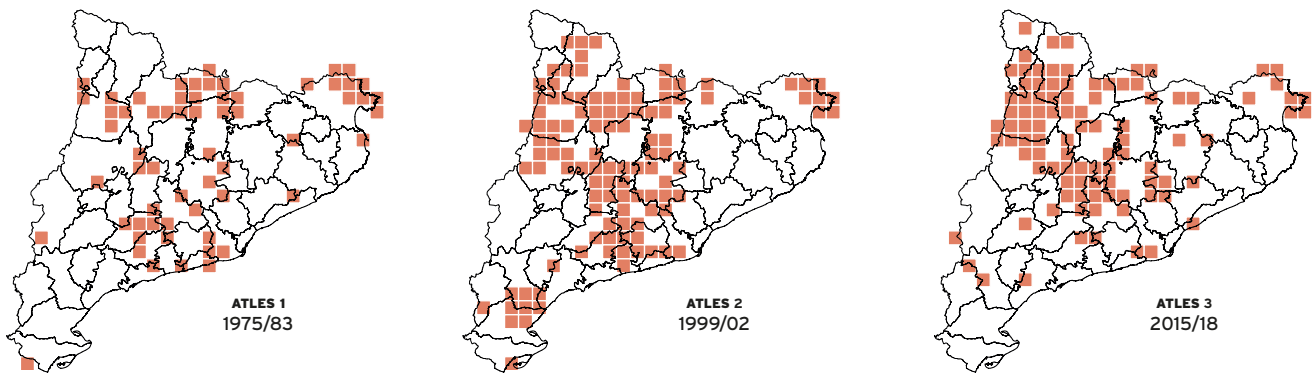 ATLES 1
1975/83
ATLES 2
1999/02
ATLES 3
2015/18